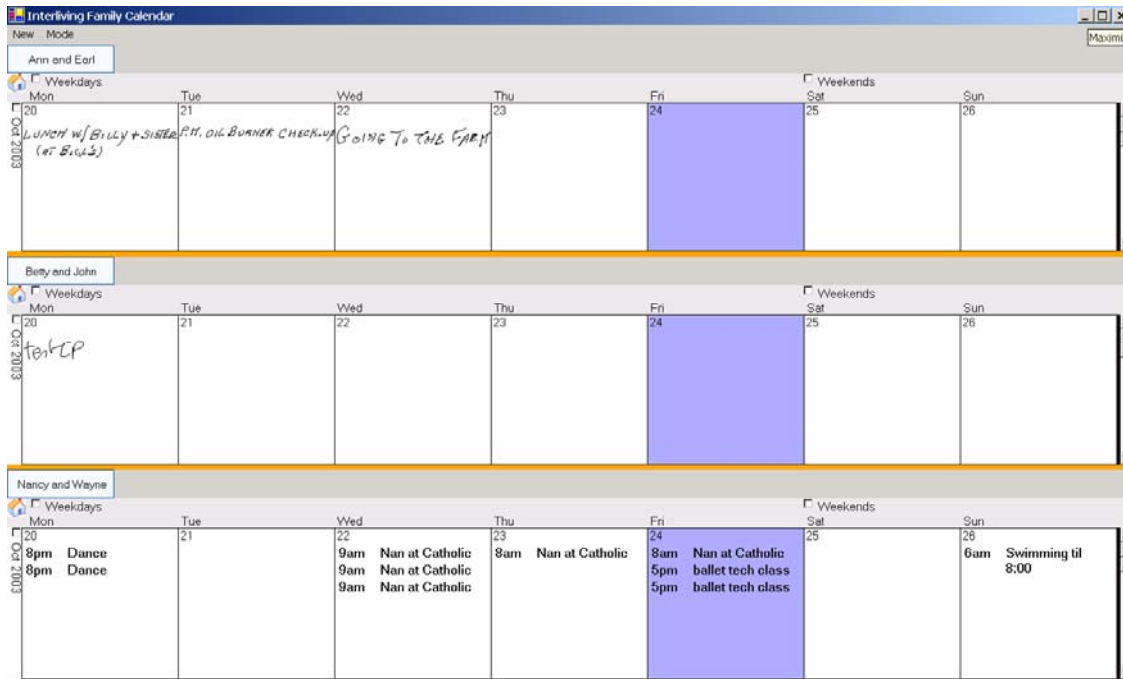 Interliving Family Calendar
New Mode
Maxim
Ann and Earl
Weekdays Weekends
Mon Tue Wed Thu Fri Sat Sun
20 21 22 23 24 25 26
Oct 2003
LUNCH W/ BILLY + SISTER P.M. OIL BURNER CHECK-UP GOING TO THE FARM
(AT BILL'S)
Betty and John
Weekdays Weekends
Mon Tue Wed Thu Fri Sat Sun
20 21 22 23 24 25 26
Oct 2003
Nancy and Wayne
Weekdays Weekends
Mon Tue Wed Thu Fri Sat Sun
20 21 22 23 24 25 26
Oct 2003
8pm Dance 9am Nan at Catholic 8am Nan at Catholic 8am Nan at Catholic 6am Swimming til
8pm Dance 9am Nan at Catholic 5pm ballet tech class 8:00
9am Nan at Catholic 5pm ballet tech class